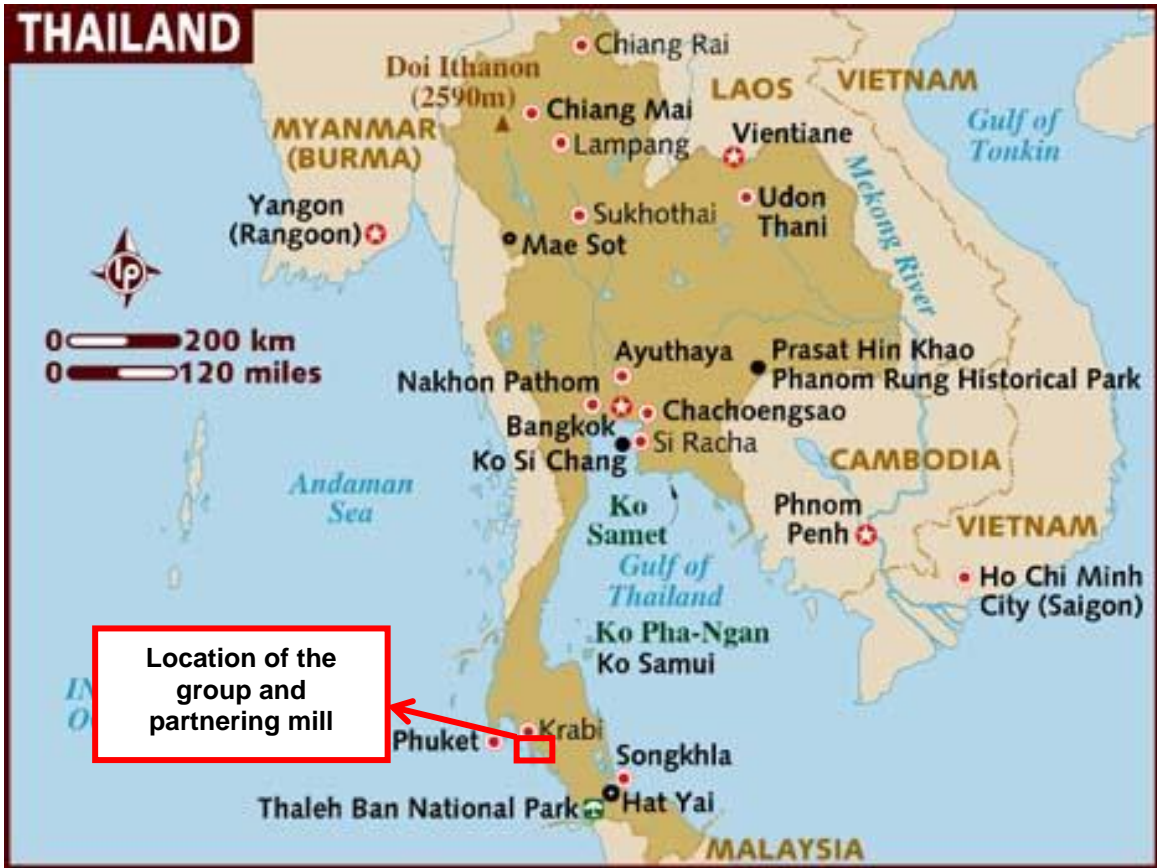 THAILAND
Chiang Rai
Doi Ithanon
(2590m)
LAOS
VIETNAM
Chiang Mai
Gulf of
Tonkin
MYANMAR
(BURMA)
Lampang
Vientiane
Mekong River
Yangon
(Rangoon)
Sukhothai
Udon
Thani
Mae Sot
lp
0 200 km
0 120 miles
Ayuthaya
Prasat Hin Khao
Phanom Rung Historical Park
Nakhon Pathom
Chachoengsao
Bangkok
Si Racha
Ko Si Chang
CAMBODIA
Andaman
Sea
Ko
Samet
Phnom
Penh
VIETNAM
Gulf of
Thailand
Ho Chi Minh
City (Saigon)
Ko Pha-Ngan
Ko Samui
Location of the
group and
partnering mill
Krabi
Phuket
Songkhla
Thaleh Ban National Park
Hat Yai
MALAYSIA